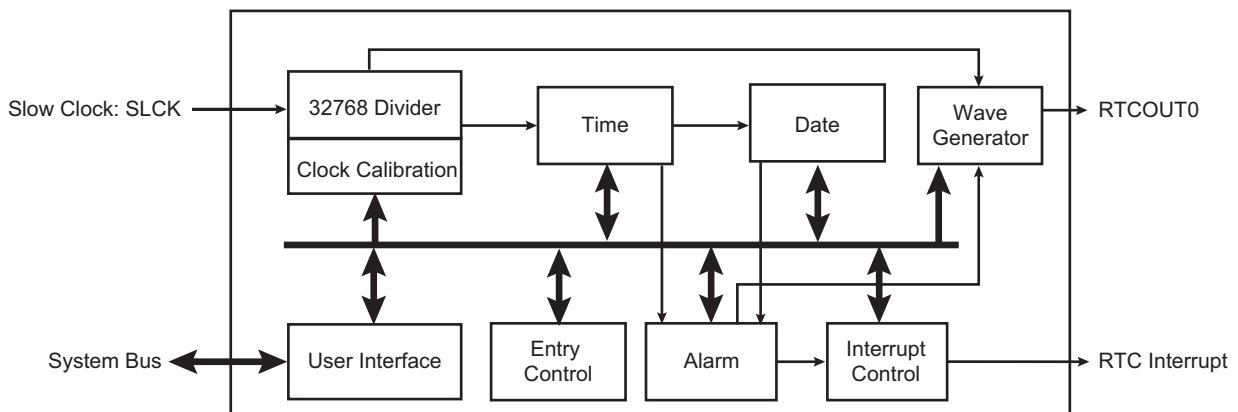 Slow Clock: SLCK
32768 Divider
Clock Calibration
Time
Date
Wave
Generator
RTCOUT0
System Bus
User Interface
Entry
Control
Alarm
Interrupt
Control
RTC Interrupt